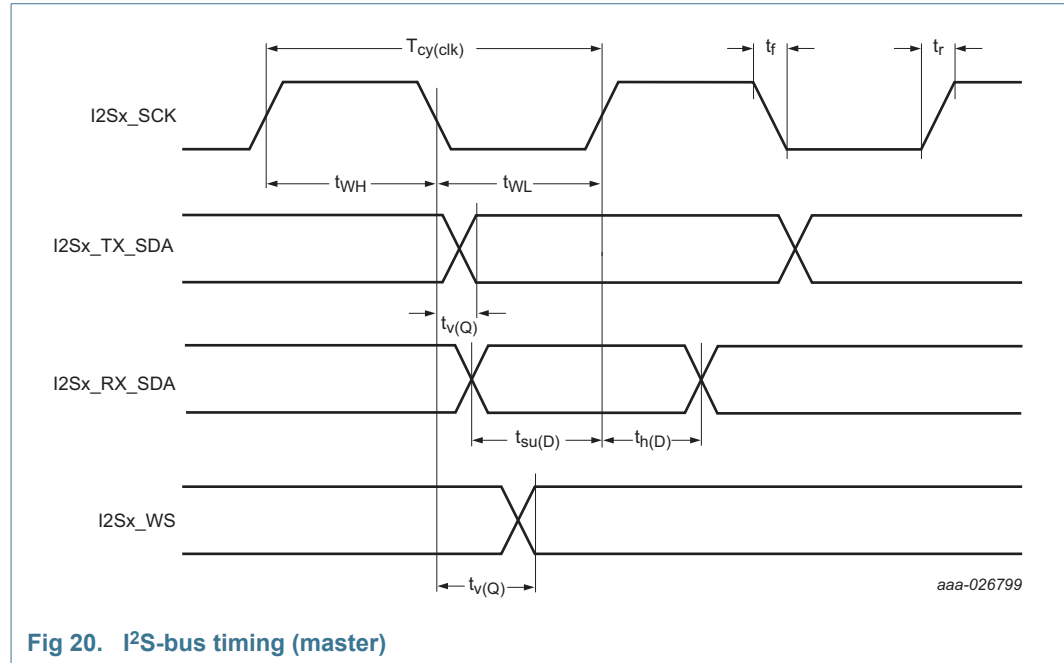 Tcy(clk)
tf
tr
I2Sx_SCK
tWH
tWL
I2Sx_TX_SDA
tv(Q)
I2Sx_RX_SDA
tsu(D)
th(D)
I2Sx_WS
tv(Q)
aaa-026799
Fig 20. I²S-bus timing (master)